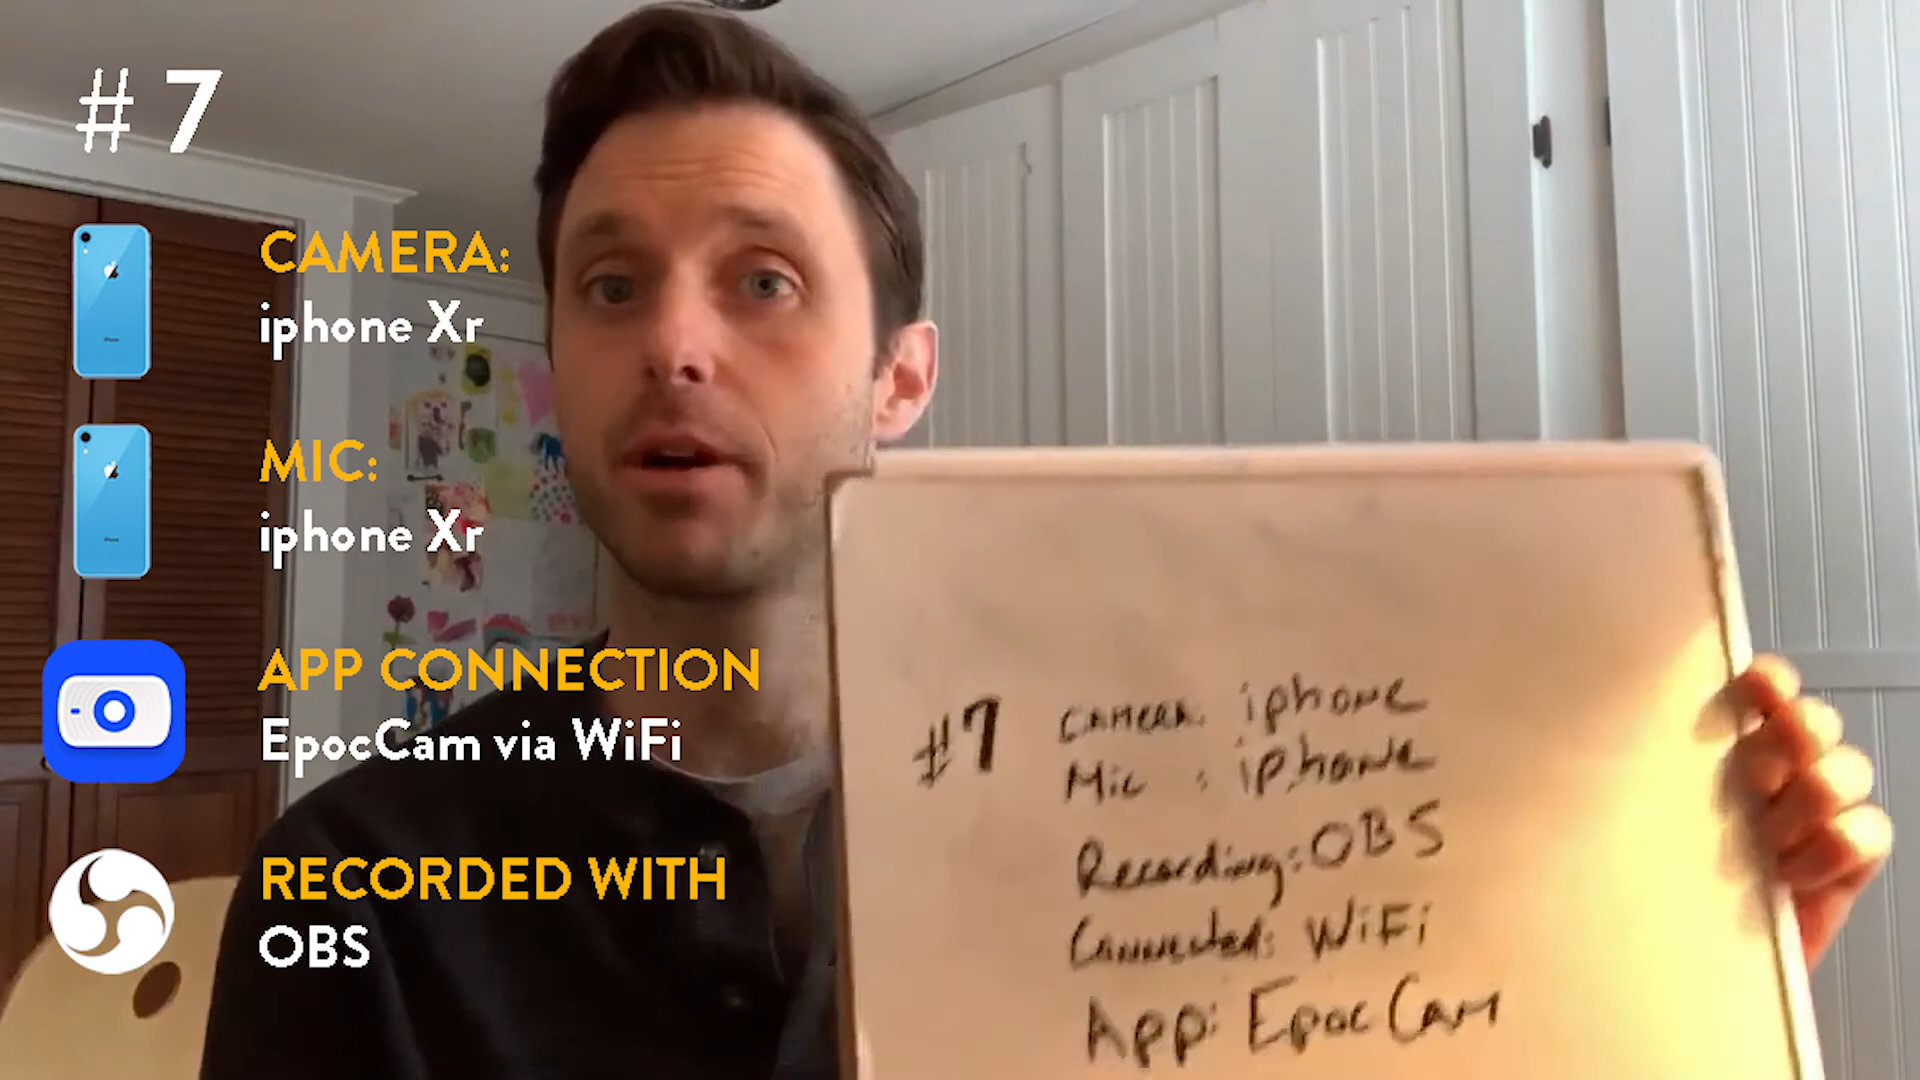 # 7
CAMERA:
iphone Xr
MIC:
iphone Xr
APP CONNECTION
EpocCam via WiFi
RECORDED WITH
OBS
#7 CAMERA: iphone
Mic : iphone
Recording: OBS
Connected: WiFi
App: EpocCam